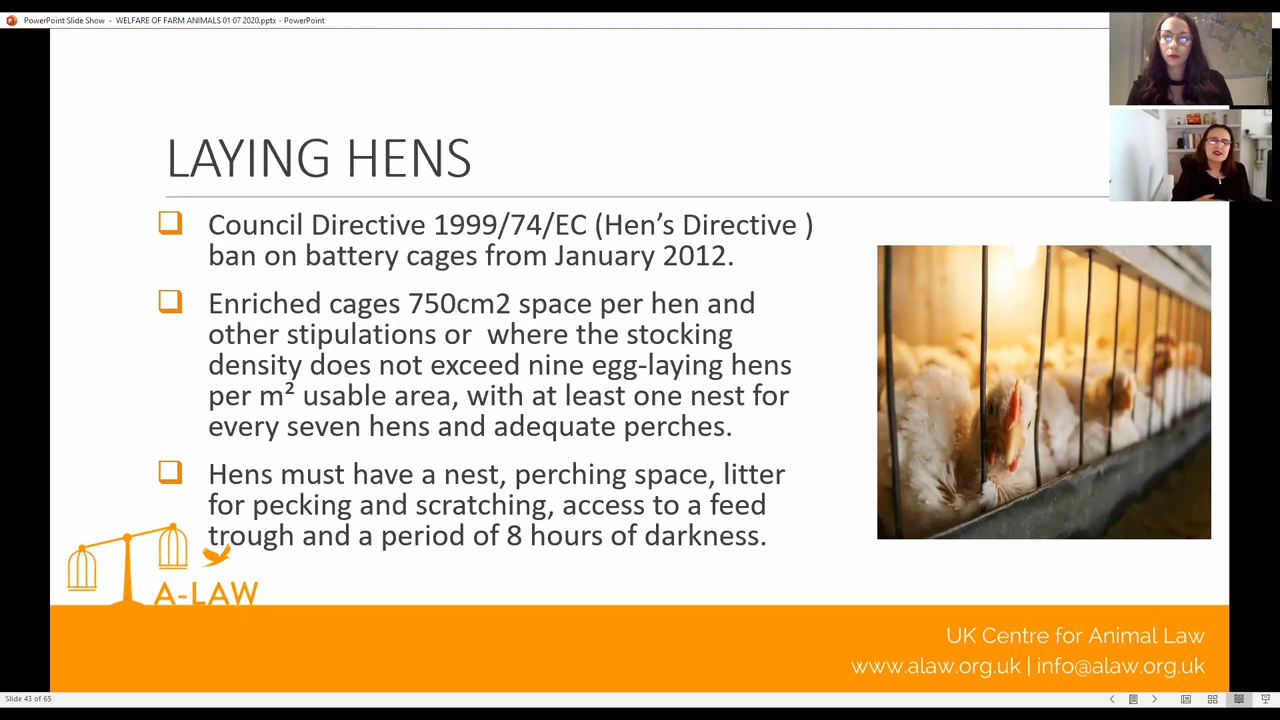 PowerPoint Slide Show - WELFARE OF FARM ANIMALS 01 07 2020.pptx - PowerPoint
LAYING HENS
Council Directive 1999/74/EC (Hen's Directive )
ban on battery cages from January 2012.
Enriched cages 750cm2 space per hen and
other stipulations or where the stocking
density does not exceed nine egg-laying hens
per m² usable area, with at least one nest for
every seven hens and adequate perches.
Hens must have a nest, perching space, litter
for pecking and scratching, access to a feed
trough and a period of 8 hours of darkness.
A-LAW
UK Centre for Animal Law
www.alaw.org.uk | info@alaw.org.uk
Slide 43 of 65